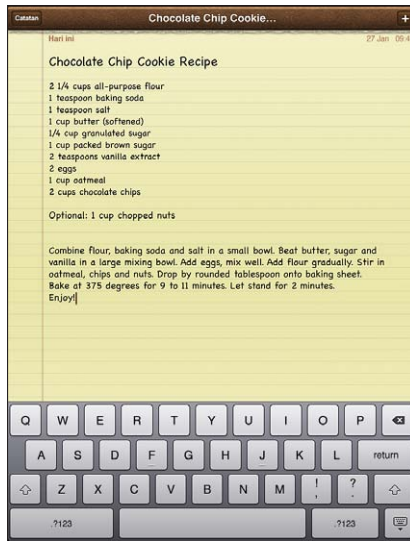 Catatan
Chocolate Chip Cookie...
+
Hari ini
27 Jan
Chocolate Chip Cookie Recipe
2 1/4 cups all-purpose flour
1 teaspoon baking soda
1 teaspoon salt
1 cup butter (softened)
1/4 cup granulated sugar
1 cup packed brown sugar
2 teaspoons vanilla extract
2 eggs
1 cup oatmeal
2 cups chocolate chips
Optional: 1 cup chopped nuts
Combine flour, baking soda and salt in a small bowl. Beat butter, sugar and
vanilla in a large mixing bowl. Add eggs, mix well. Add flour gradually. Stir in
oatmeal, chips and nuts. Drop by rounded tablespoon onto baking sheet.
Bake at 375 degrees for 9 to 11 minutes. Let stand for 2 minutes.
Enjoy!
Q W E R T Y U I O P
A S D F G H J K L return
Z X C V B N M ! , ? .
.?123 .?123